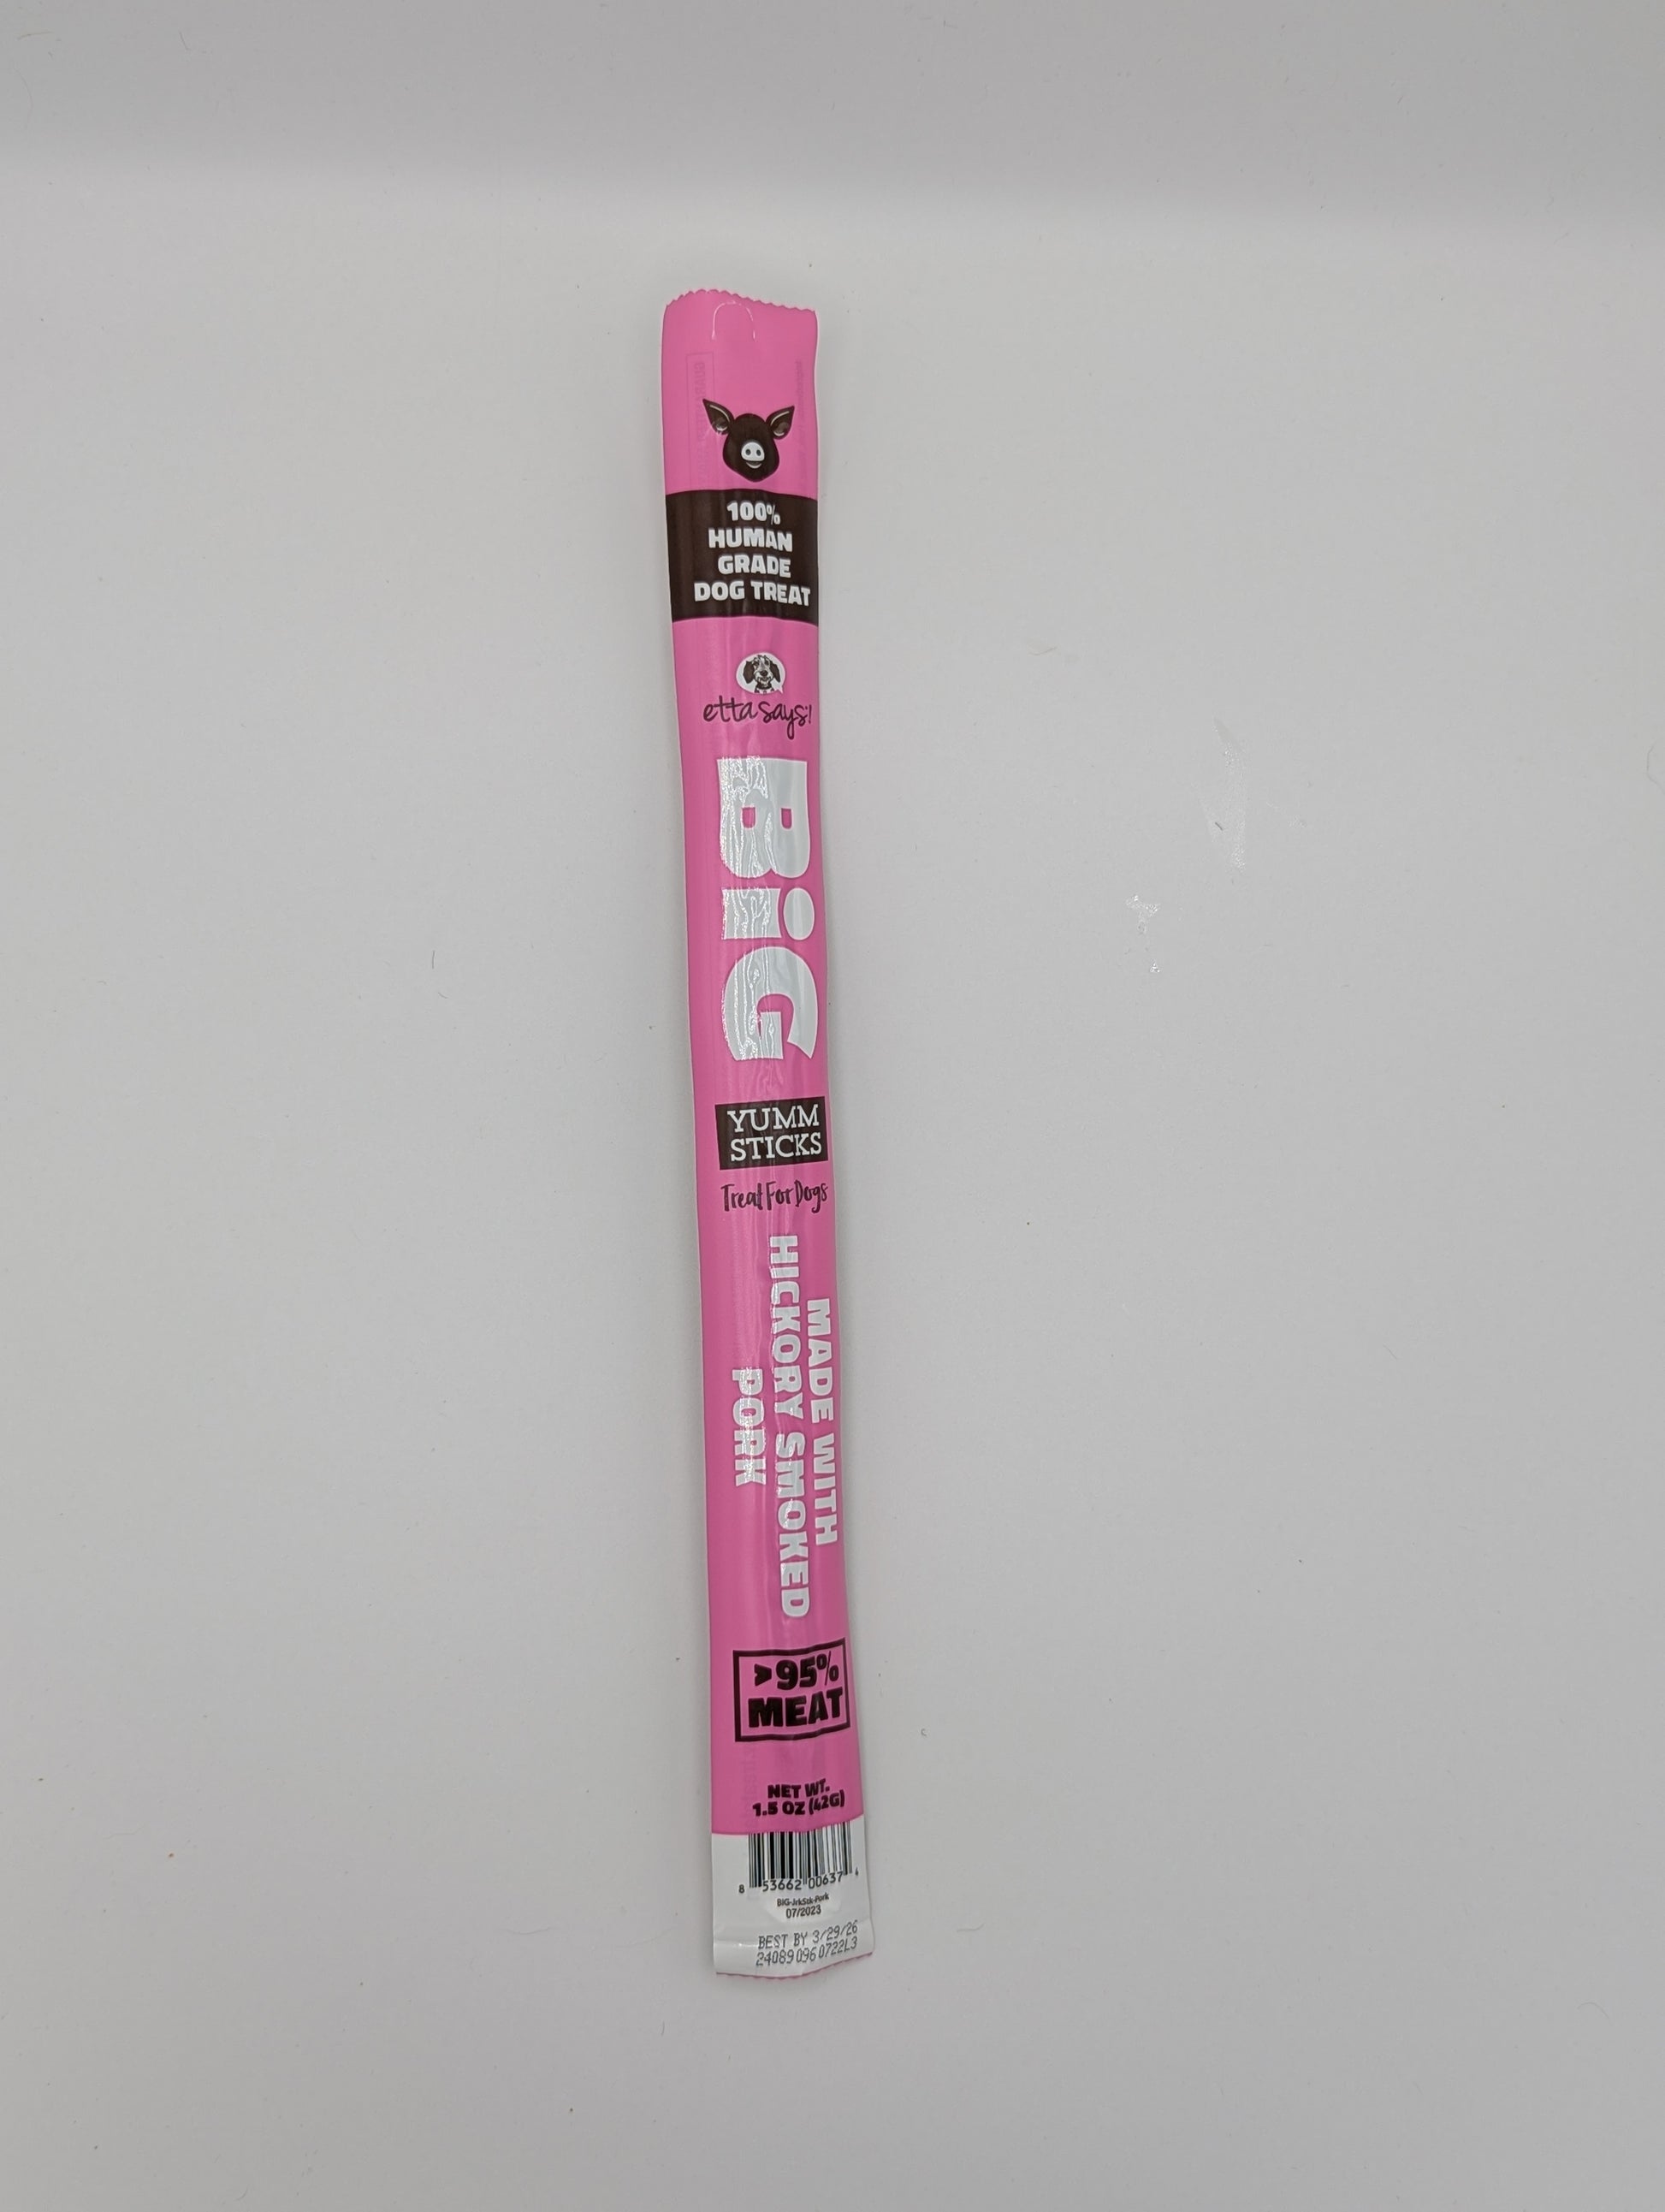 100%
HUMAN
GRADE
DOG TREAT
etta says!
BiG
YUMM
STICKS
Treat For Dogs
MADE WITH
HICKORY SMOKED
PORK
>95%
MEAT
NET WT.
1.5 OZ (42G)
8 53662 00637 4
BIG-JrkStk-Pork
07/2023
BEST BY 3/29/26
24089 096 0722L3